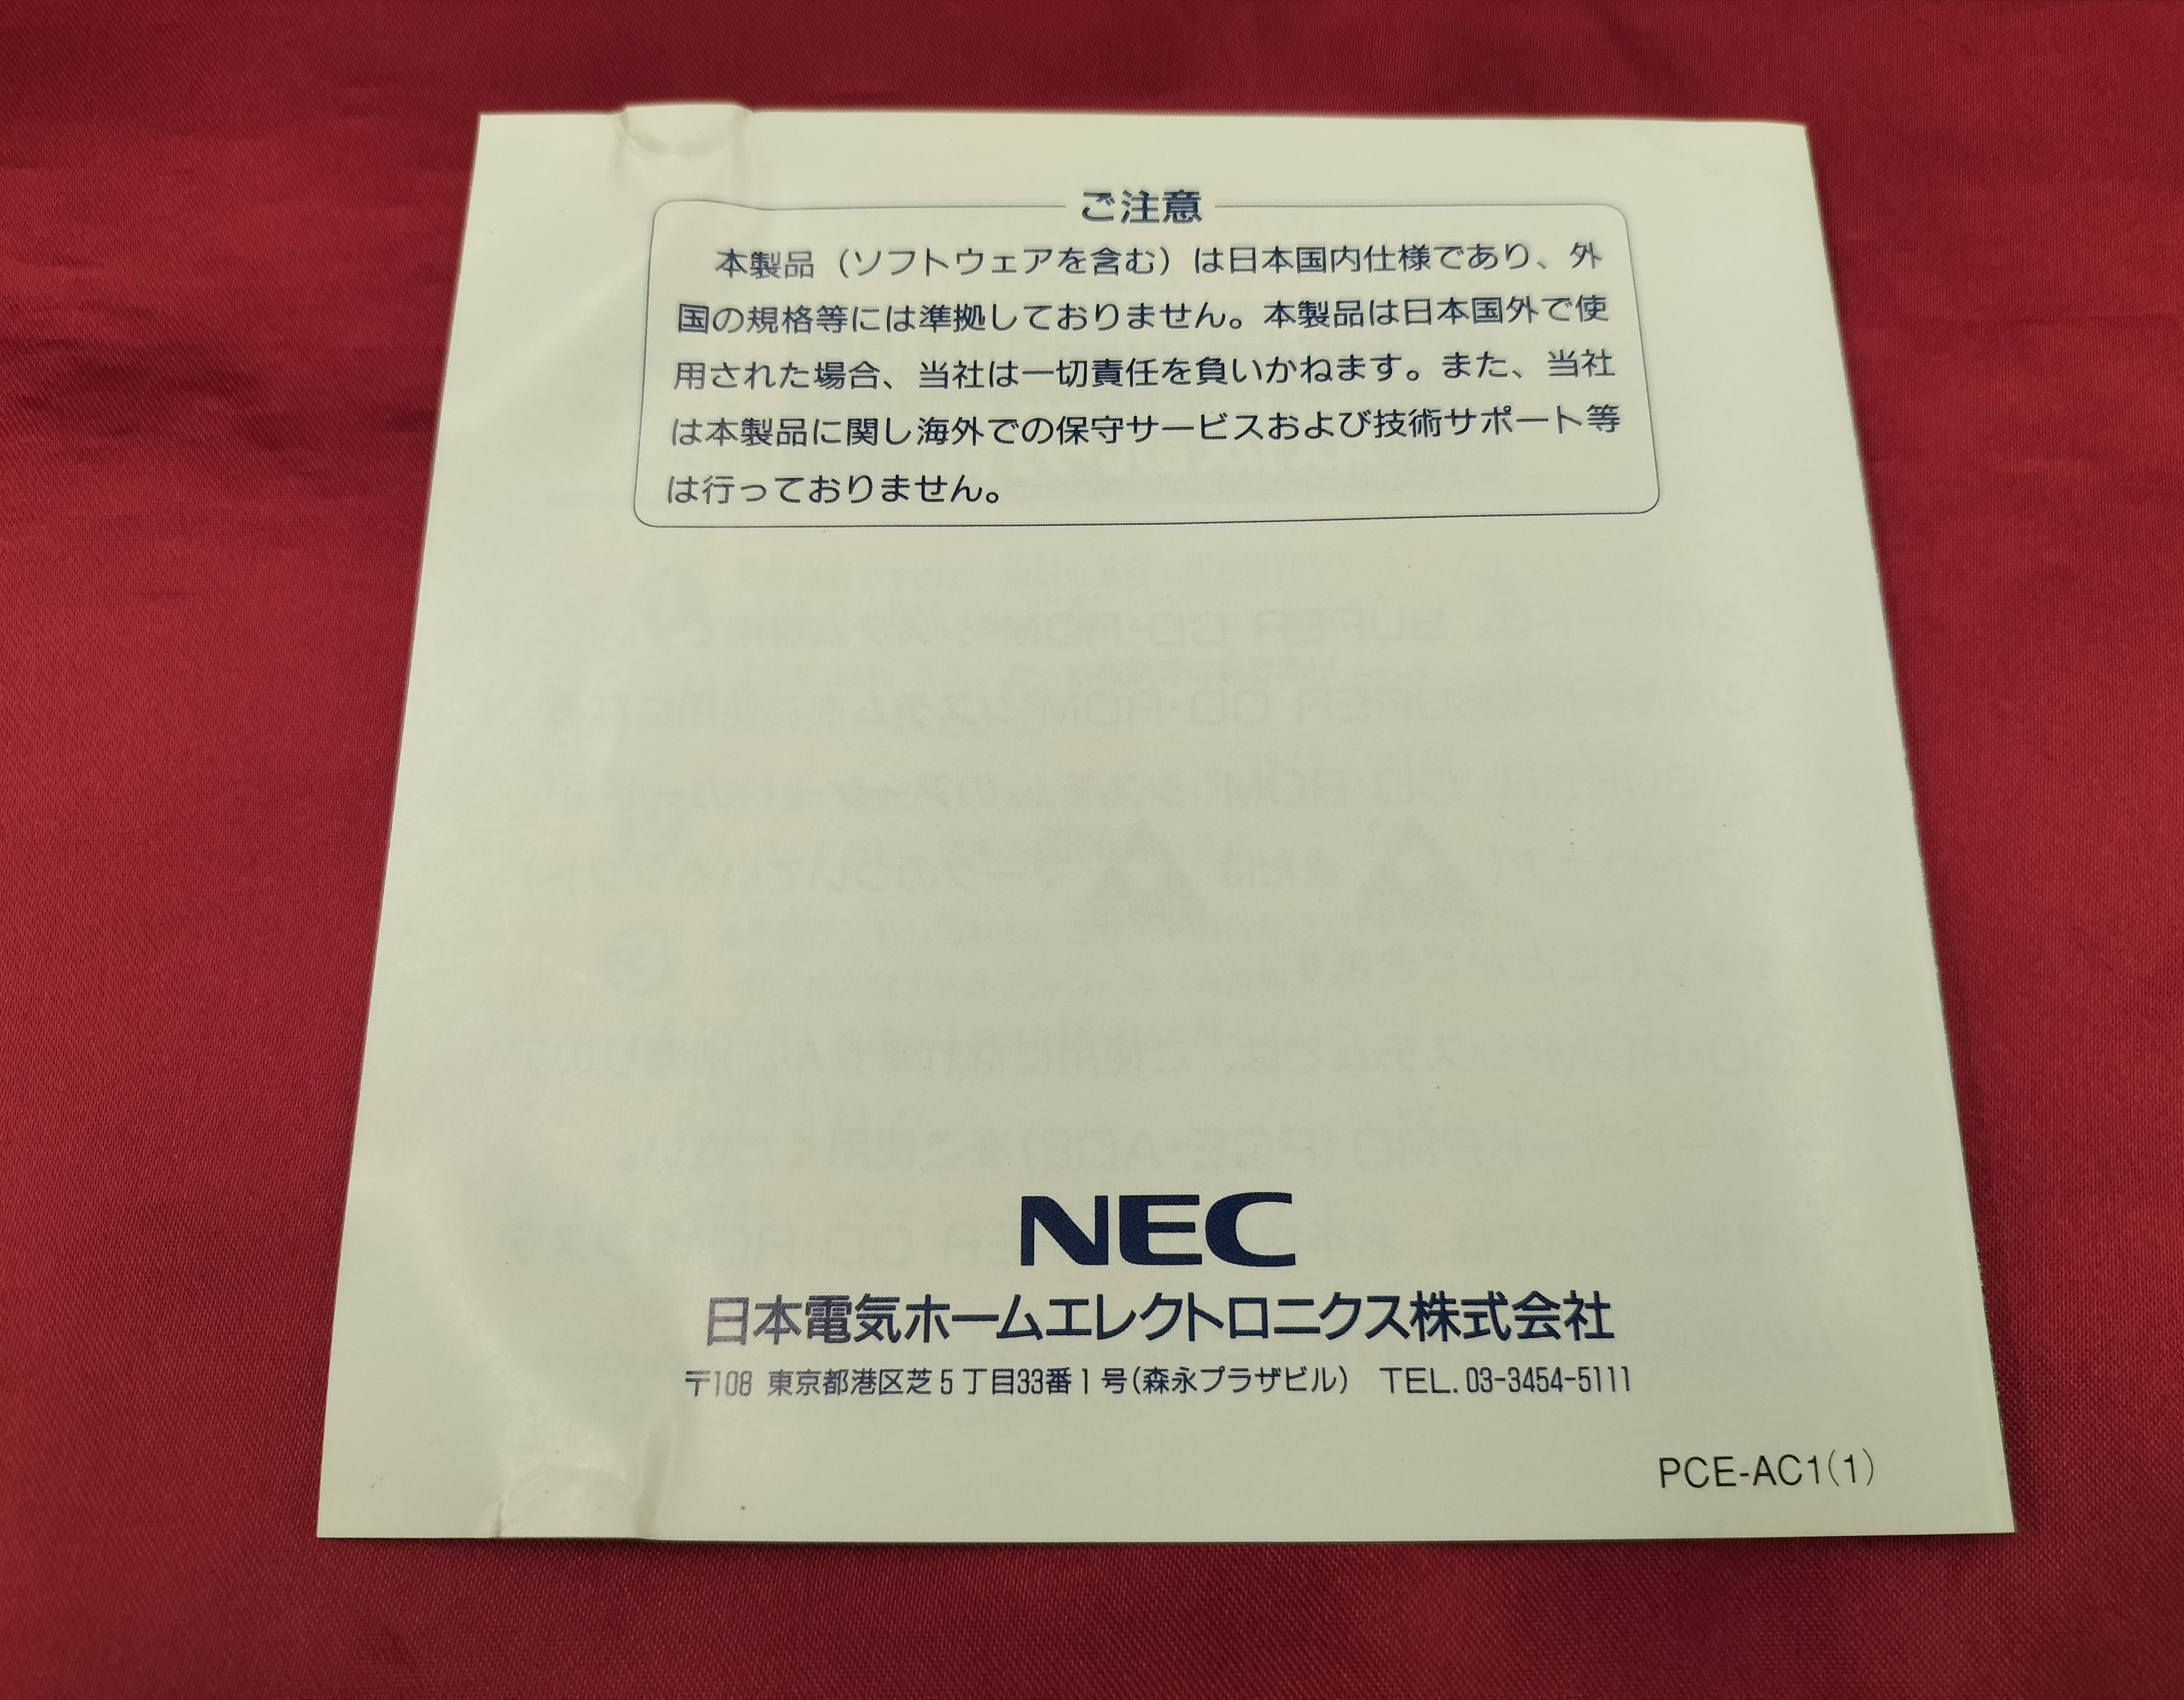 ご注意
本製品（ソフトウェアを含む）は日本国内仕様であり、外
国の規格等には準拠しておりません。本製品は日本国外で使
用された場合、当社は一切責任を負いかねます。また、当社
は本製品に関し海外での保守サービスおよび技術サポート等
は行っておりません。
NEC
日本電気ホームエレクトロニクス株式会社
〒108 東京都港区芝5丁目33番1号(森永プラザビル) TEL. 03-3454-5111
PCE-AC1(1)